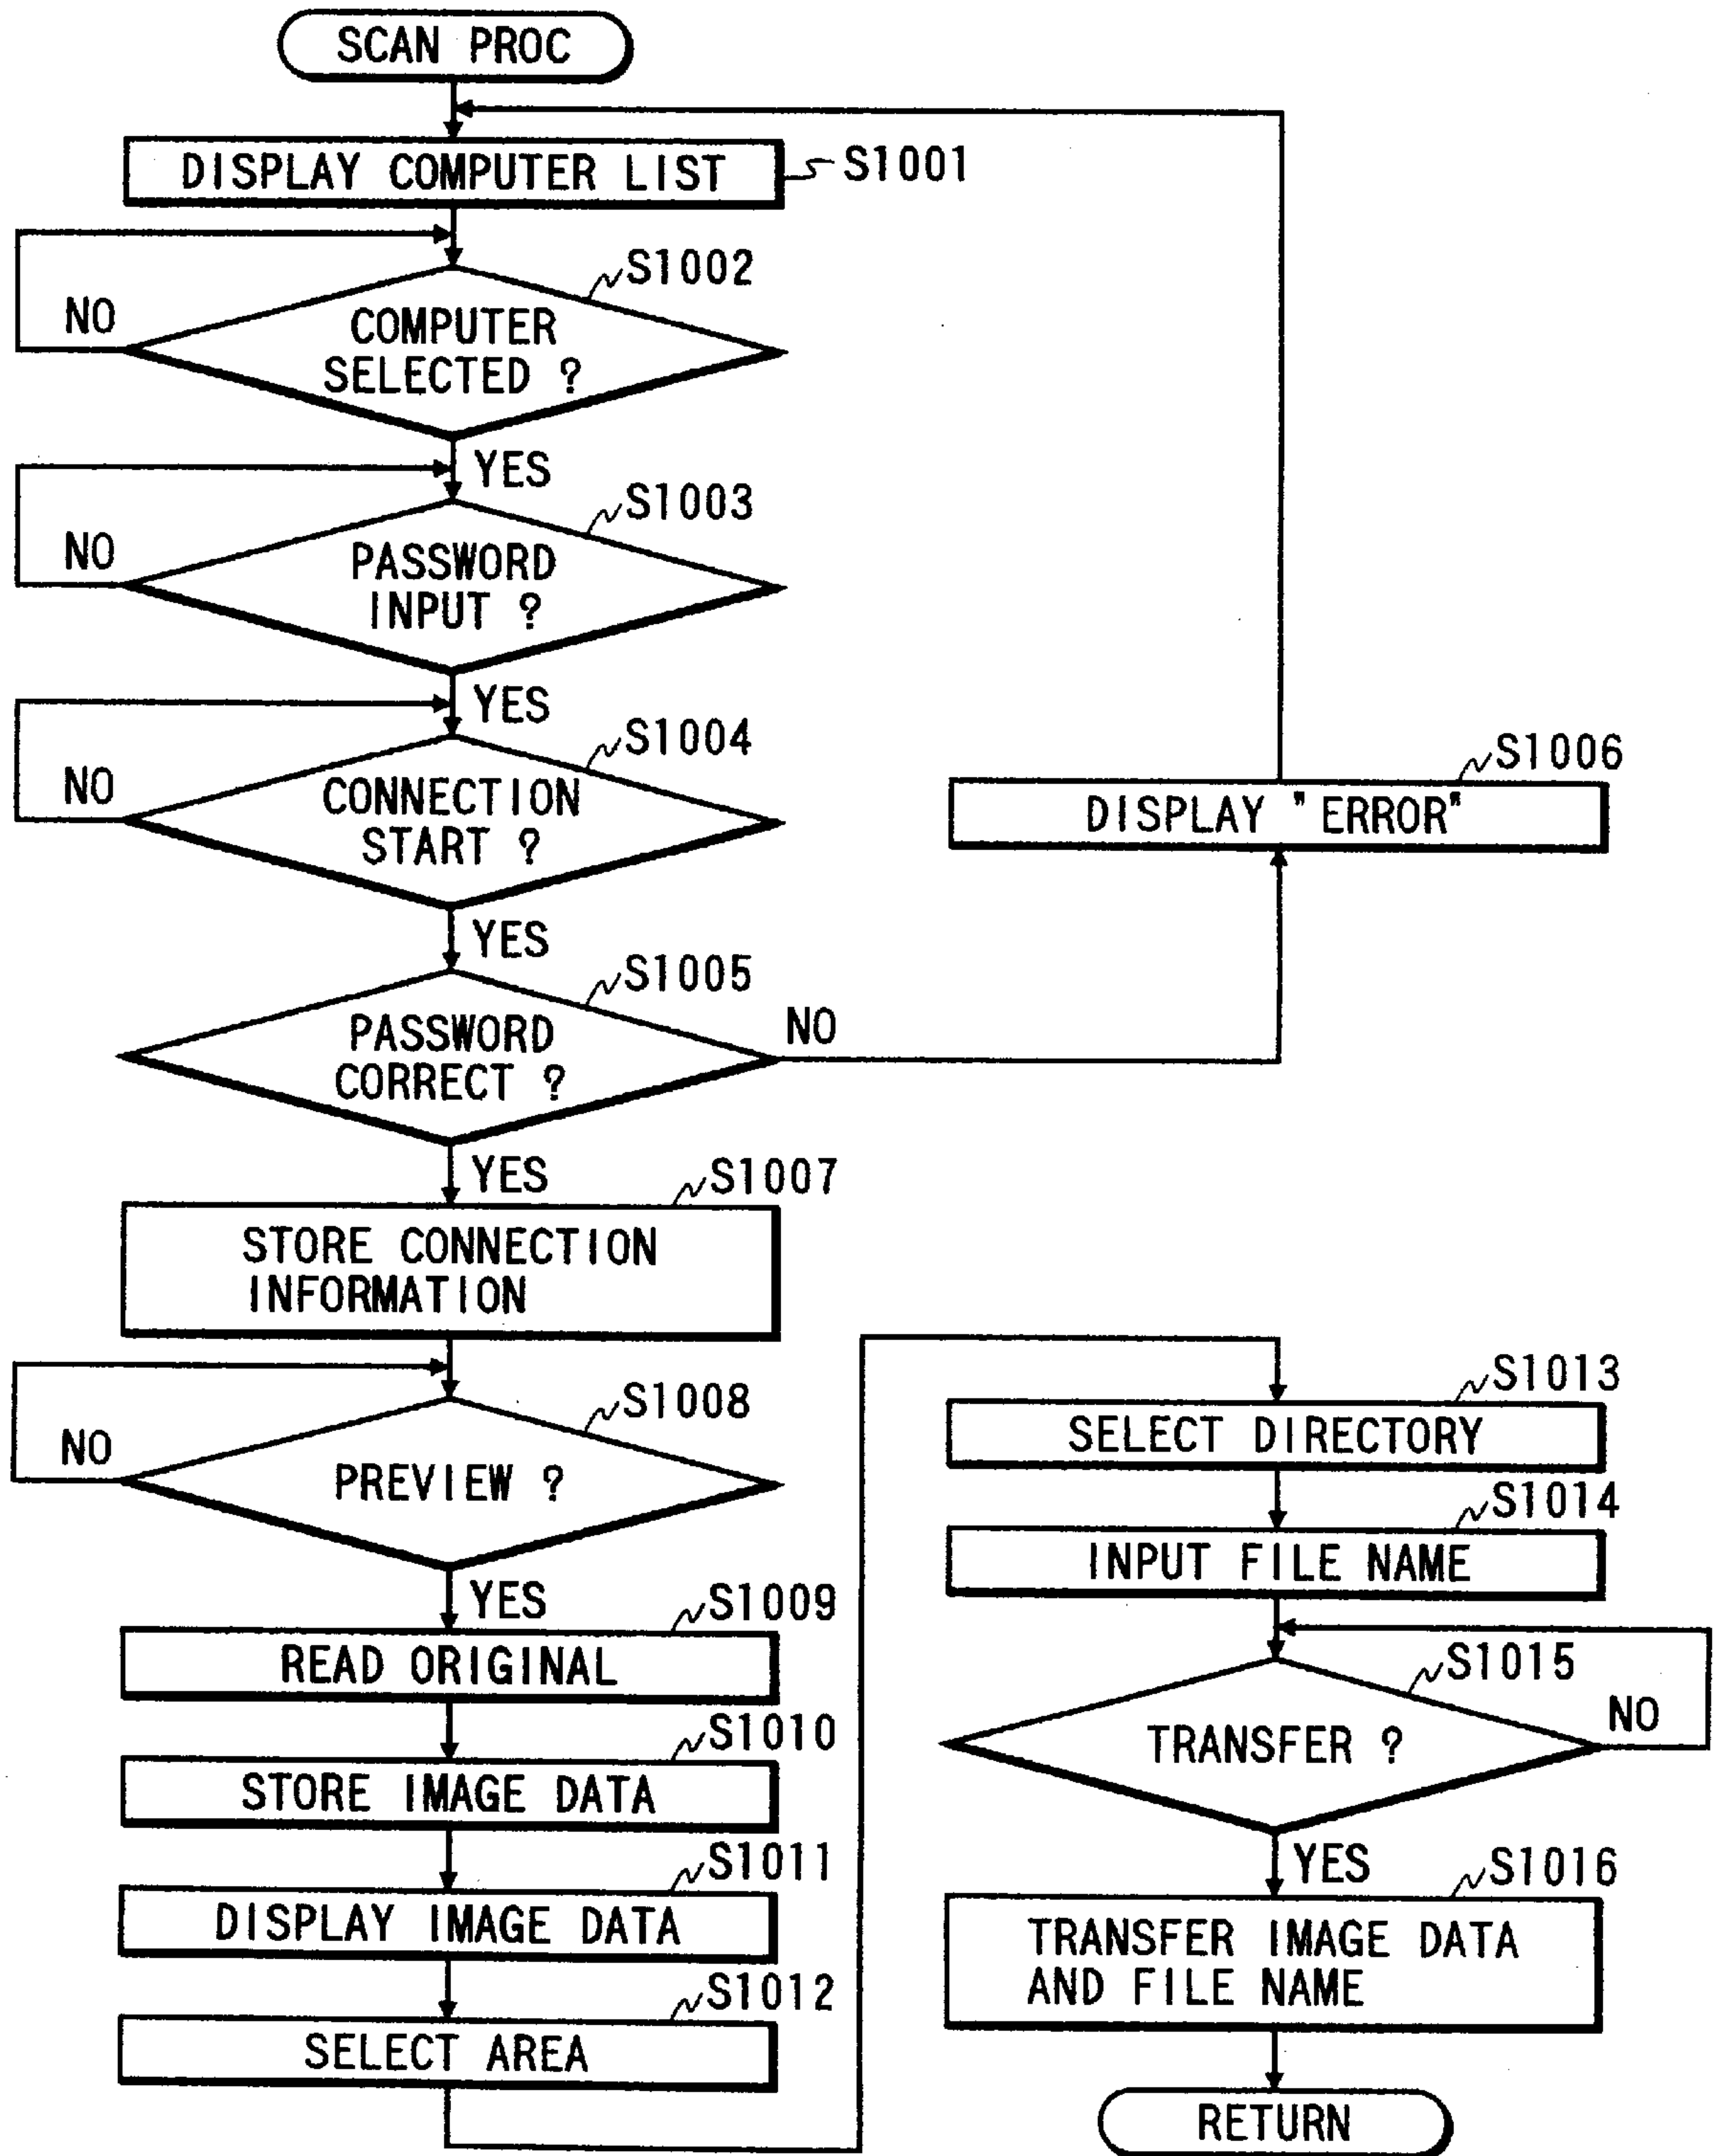 SCAN PROC
DISPLAY COMPUTER LIST
S1001
S1002
NO
COMPUTER
SELECTED ?
YES
S1003
NO
PASSWORD
INPUT ?
YES
S1004
NO
CONNECTION
START ?
S1006
DISPLAY "ERROR"
YES
S1005
PASSWORD
CORRECT ?
NO
YES
S1007
STORE CONNECTION
INFORMATION
S1008
NO
PREVIEW ?
YES
S1009
READ ORIGINAL
S1010
STORE IMAGE DATA
S1011
DISPLAY IMAGE DATA
S1012
SELECT AREA
S1013
SELECT DIRECTORY
S1014
INPUT FILE NAME
S1015
TRANSFER ?
NO
YES
S1016
TRANSFER IMAGE DATA
AND FILE NAME
RETURN